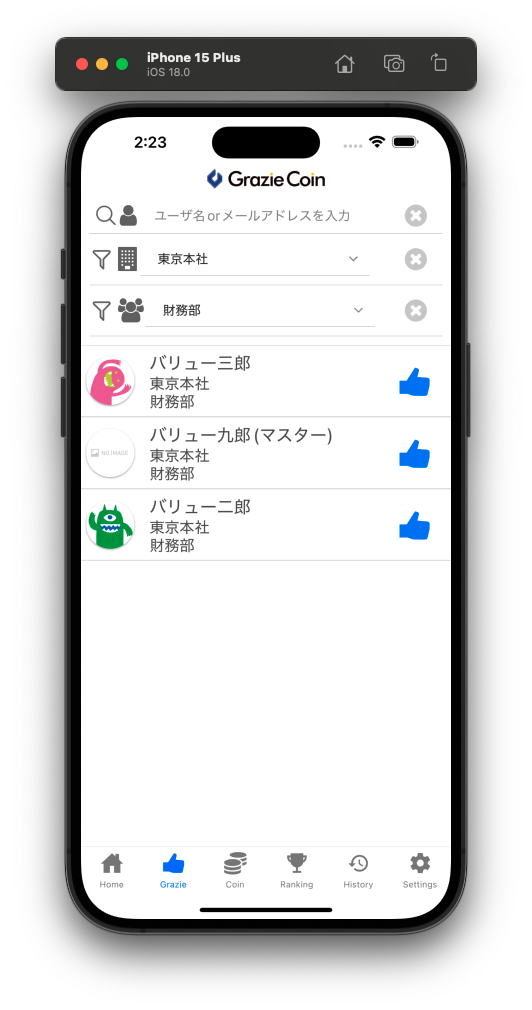 iPhone 15 Plus
iOS 18.0
2:23
Grazie Coin
ユーザ名orメールアドレスを入力
東京本社
財務部
バリュー三郎
東京本社
財務部
NO IMAGE
バリュー九郎(マスター)
東京本社
財務部
バリュー二郎
東京本社
財務部
Home
Grazie
Coin
Ranking
History
Settings